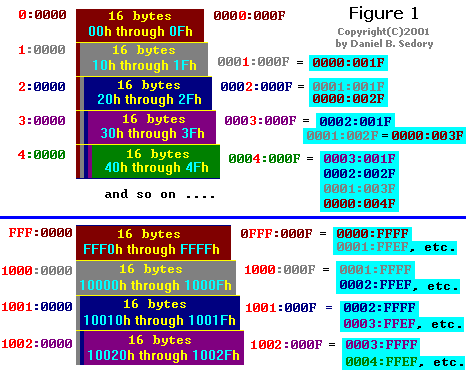 Figure 1
Copyright(C)2001
by Daniel B. Sedory
0:0000 16 bytes 0000:000F
00h through 0Fh
1:0000 16 bytes
10h through 1Fh 0001:000F = 0000:001F
2:0000 16 bytes 0002:000F = 0001:001F
20h through 2Fh 0000:002F
3:0000 16 bytes 0003:000F = 0002:001F
30h through 3Fh 0001:002F = 0000:003F
4:0000 16 bytes 0004:000F = 0003:001F
40h through 4Fh 0002:002F
0001:003F
and so on .... 0000:004F
FFF:0000 16 bytes 0FFF:000F = 0000:FFFF
FFF0h through FFFFh 0001:FFEF, etc.
1000:0000 16 bytes 1000:000F = 0001:FFFF
10000h through 1000Fh 0002:FFEF, etc.
1001:0000 16 bytes 1001:000F = 0002:FFFF
10010h through 1001Fh 0003:FFEF, etc.
1002:0000 16 bytes 1002:000F = 0003:FFFF
10020h through 1002Fh 0004:FFEF, etc.